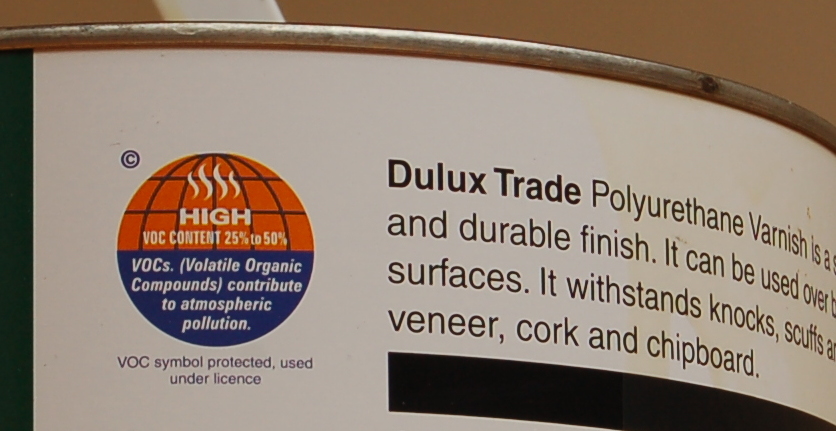 ©
HIGH
VOC CONTENT 25% to 50%
VOCs. (Volatile Organic
Compounds) contribute
to atmospheric
pollution.
VOC symbol protected, used
under licence
Dulux Trade Polyurethane Varnish is a
and durable finish. It can be used over
surfaces. It withstands knocks, scuffs
veneer, cork and chipboard.